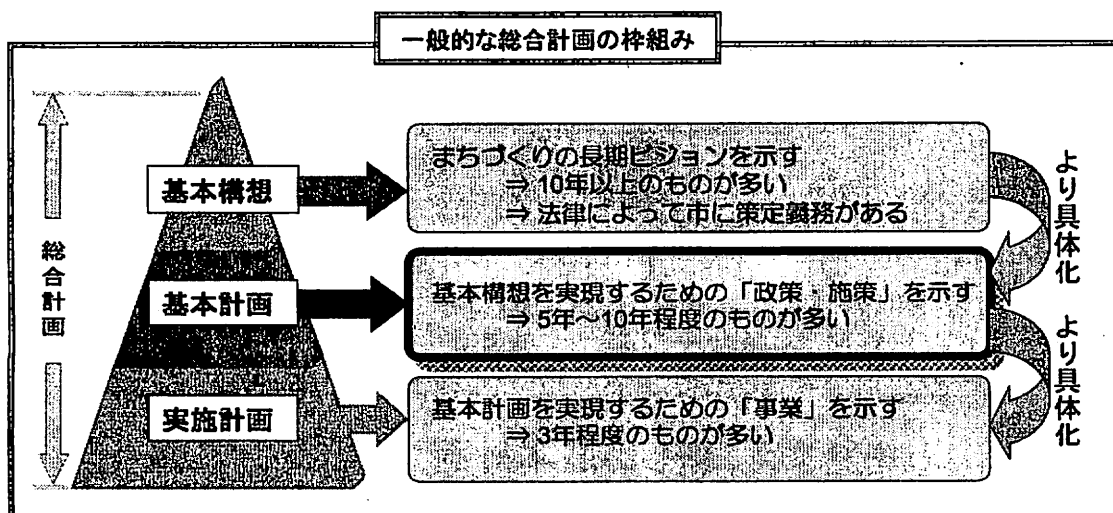 一般的な総合計画の枠組み
総合計画
基本構想
まちづくりの長期ビジョンを示す
⇒ 10年以上のものが多い
⇒ 法律によって市に策定義務がある
より具体化
基本計画
基本構想を実現するための「政策・施策」を示す
⇒ 5年～10年程度のものが多い
より具体化
実施計画
基本計画を実現するための「事業」を示す
⇒ 3年程度のものが多い